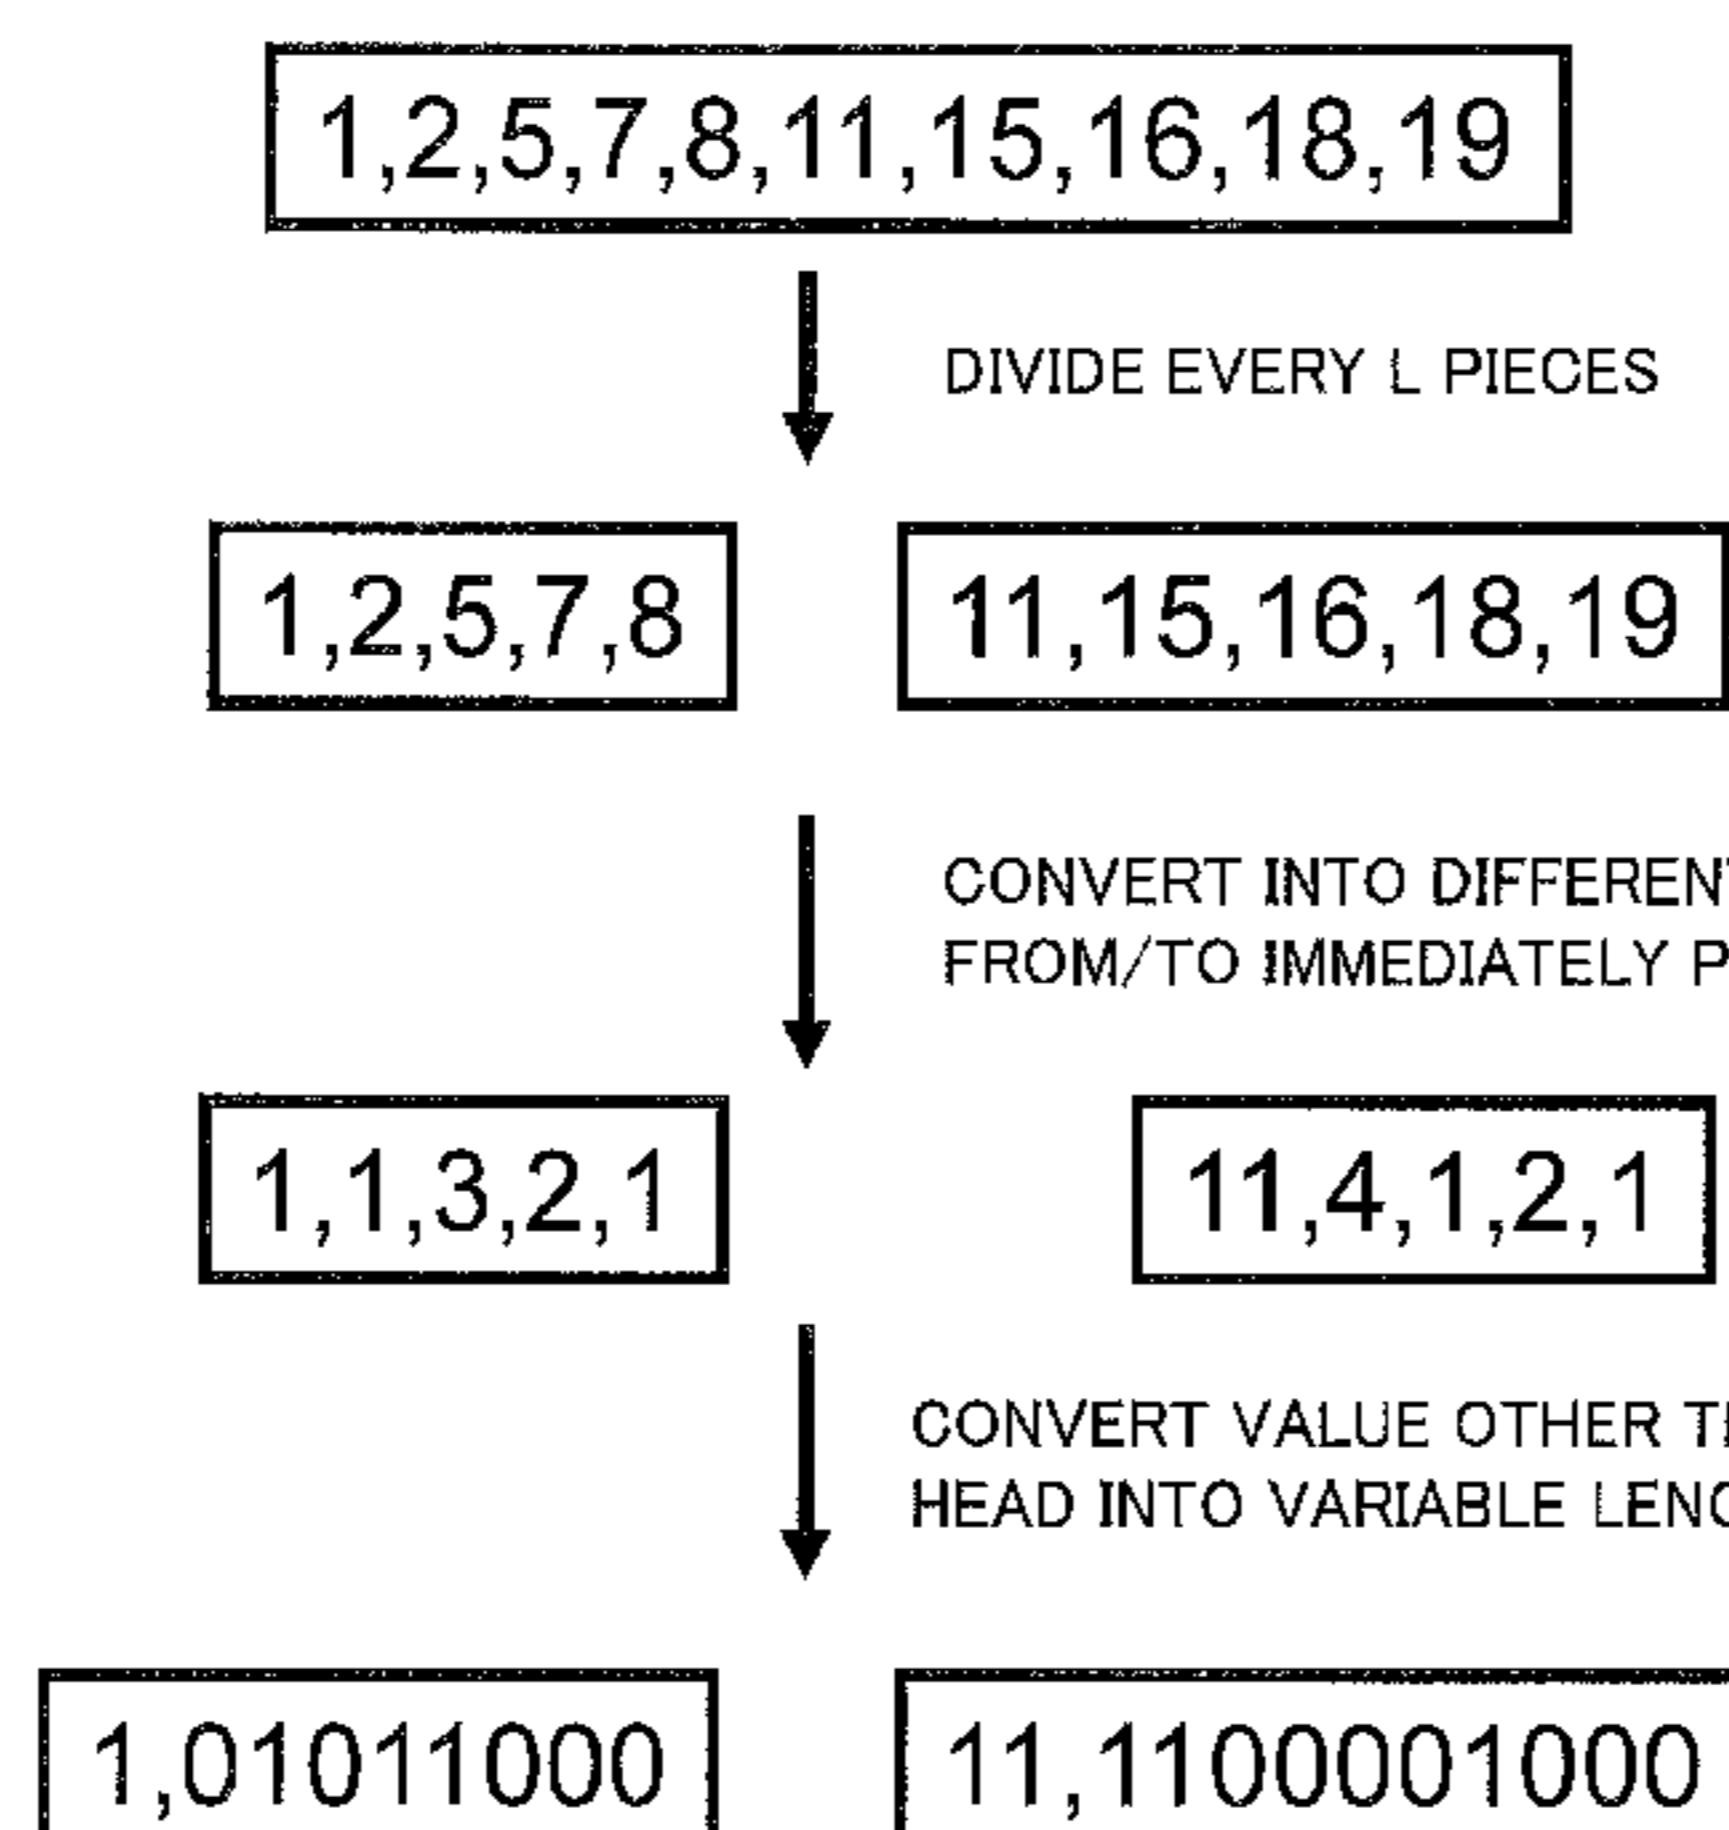 1,2,5,7,8,11,15,16,18,19
DIVIDE EVERY L PIECES
1,2,5,7,8
11,15,16,18,19
CONVERT INTO
FROM/TO IMMEDIATELY
1,1,3,2,1
11,4,1,2,1
CONVERT VALUE OTHER
HEAD INTO VARIABLE
1,01011000
11,1100001000